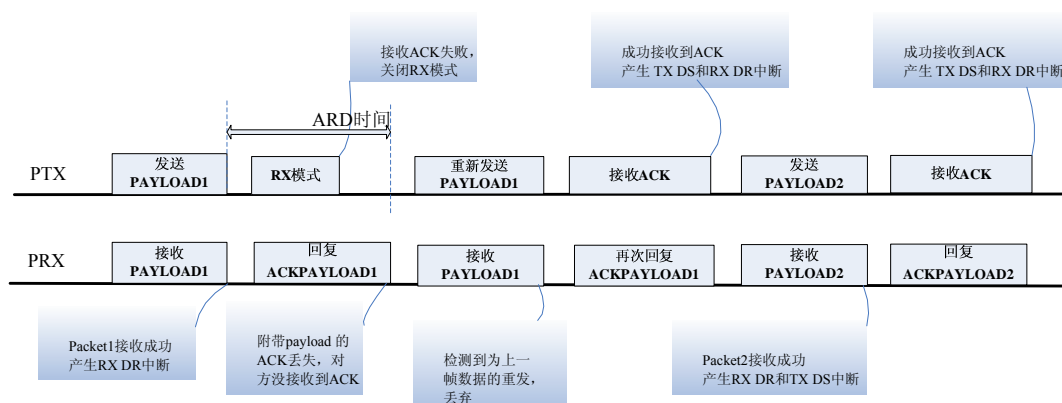 接收ACK失败，
关闭RX模式
成功接收到ACK
产生 TX DS和RX DR中断
成功接收到ACK
产生 TX DS和RX DR中断
ARD时间
PTX
发送
PAYLOAD1
RX模式
重新发送
PAYLOAD1
接收ACK
发送
PAYLOAD2
接收ACK
PRX
接收
PAYLOAD1
回复
ACKPAYLOAD1
接收
PAYLOAD1
再次回复
ACKPAYLOAD1
接收
PAYLOAD2
回复
ACKPAYLOAD2
Packet1接收成功
产生RX DR中断
附带payload 的
ACK丢失，对
方没接收到ACK
检测到为上一
帧数据的重发，
丢弃
Packet2接收成功
产生RX DR和TX DS中断